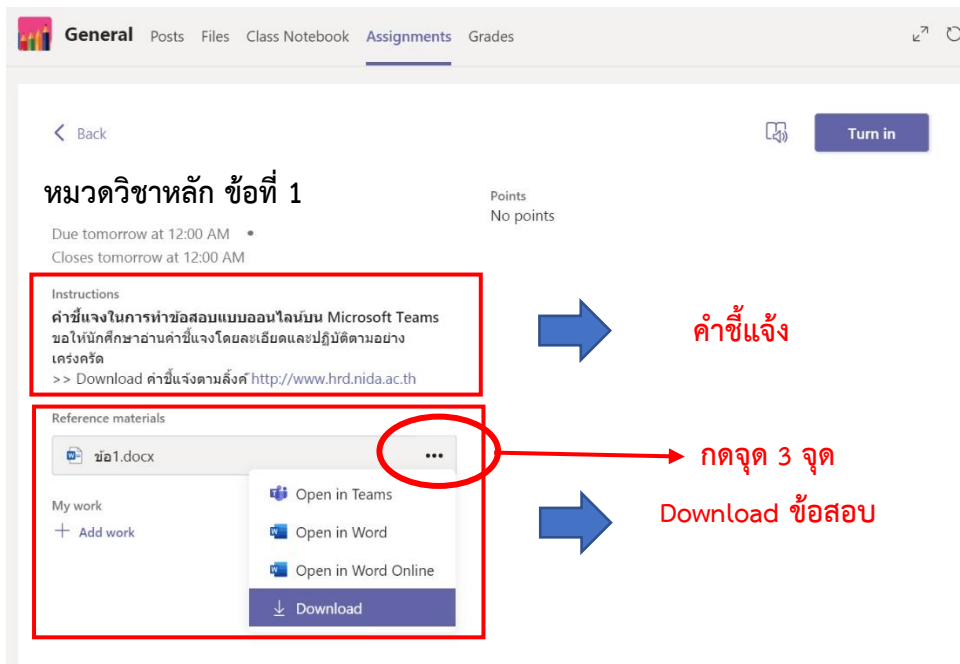 General Posts Files Class Notebook Assignments Grades
Back
Turn in
หมวดวิชาหลัก ข้อที่ 1
Points
No points
Due tomorrow at 12:00 AM •
Closes tomorrow at 12:00 AM
Instructions
คำชี้แจงในการทำข้อสอบแบบออนไลน์บน Microsoft Teams
ขอให้นักศึกษาอ่านคำชี้แจงโดยละเอียดและปฏิบัติตามอย่าง
เคร่งครัด
>> Download คำชี้แจ้งตามลิ้งค์ http://www.hrd.nida.ac.th
คำชี้แจ้ง
Reference materials
ข้อ1.docx
กดจุด 3 จุด
Download ข้อสอบ
My work
+ Add work
Open in Teams
Open in Word
Open in Word Online
Download